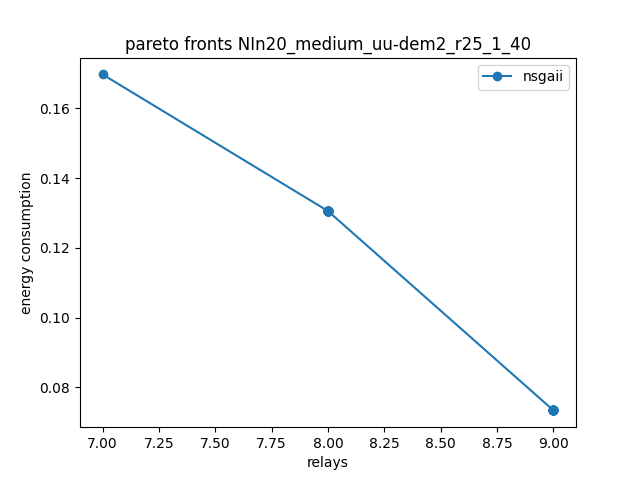 pareto fronts NIn20_medium_uu-dem2_r25_1_40
nsgaii
energy consumption
0.16
0.14
0.12
0.10
0.08
7.00 7.25 7.50 7.75 8.00 8.25 8.50 8.75 9.00
relays